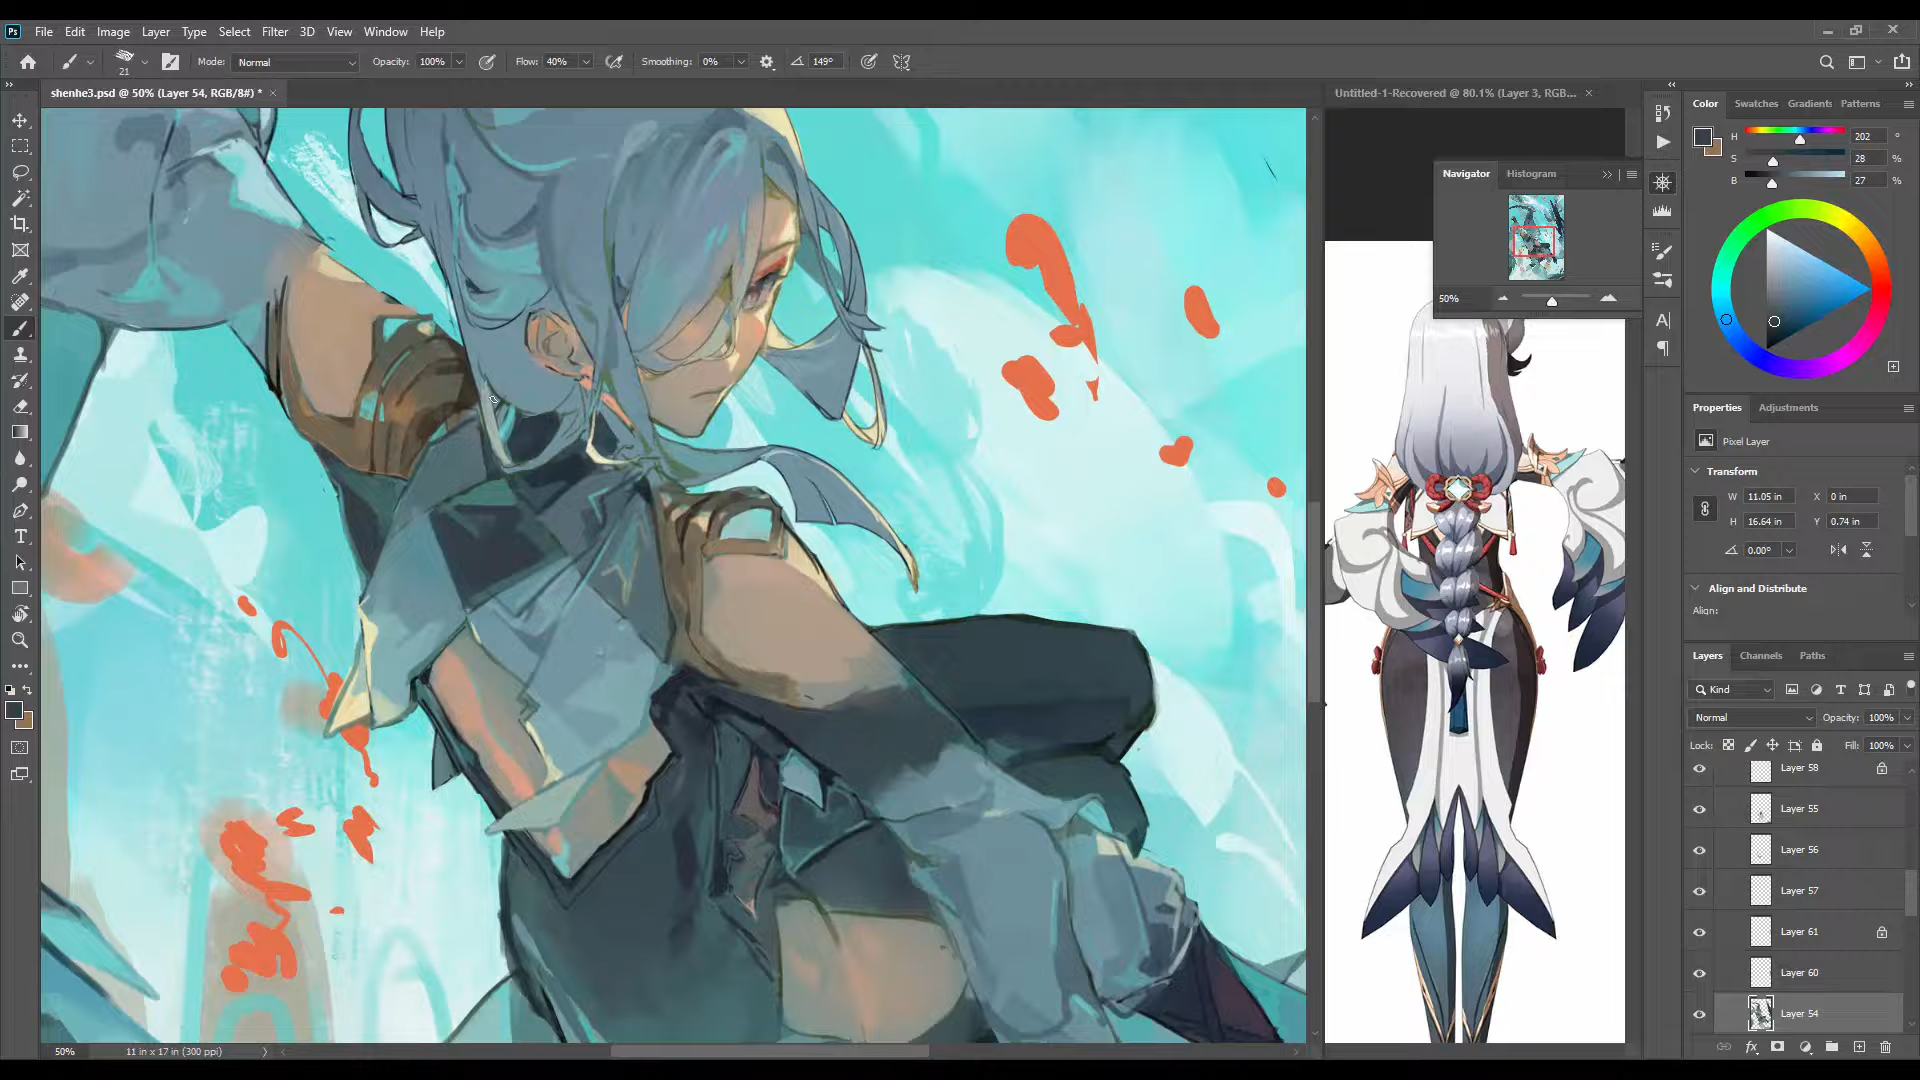 Ps File Edit Image Layer Type Select Filter 3D View Window Help
21 Mode: Normal Opacity: 100% Flow: 40% Smoothing: 0% 149°
shenhe3.psd @ 50% (Layer 54, RGB/8#) * ×
Untitled-1-Recovered @ 80.1% (Layer 3, RGB... ×
Color Swatches Gradients Patterns
H 202 °
S 28 %
B 27 %
Navigator Histogram
50%
Properties Adjustments
Pixel Layer
Transform
W 11.05 in X 0 in
H 16.64 in Y 0.74 in
0.00°
Align and Distribute
Align:
Layers Channels Paths
Kind
Normal Opacity: 100%
Lock: Fill: 100%
Layer 58
Layer 55
Layer 56
Layer 57
Layer 61
Layer 60
Layer 54
50% 11 in x 17 in (300 ppi)